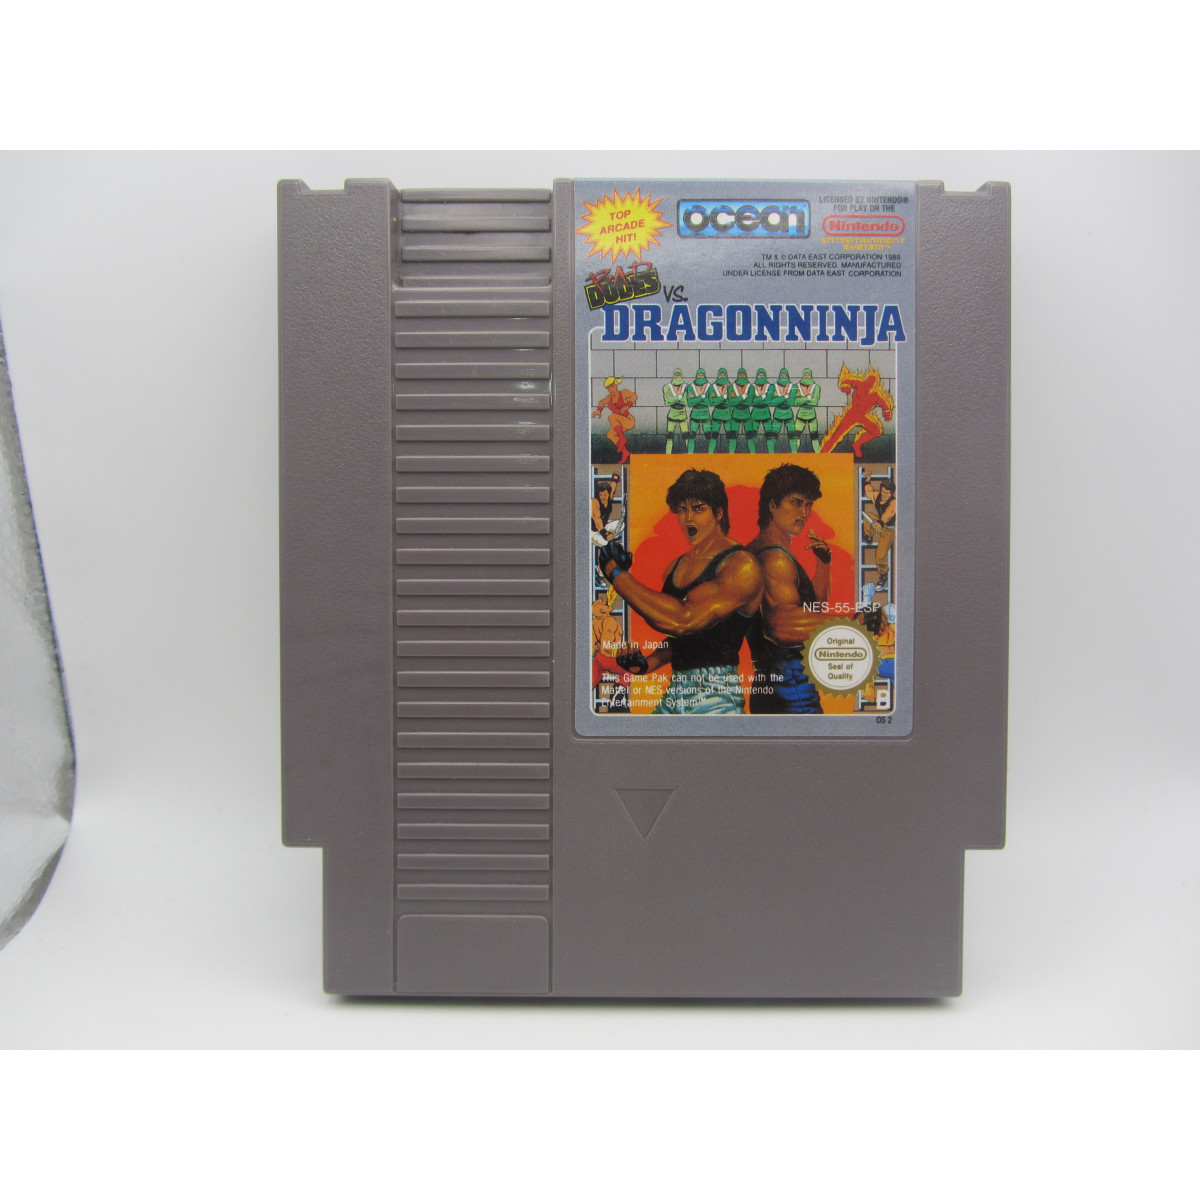 TOP
ARCADE
HIT!
ocean
LICENSED BY NINTENDO®
FOR PLAY ON THE
Nintendo
ENTERTAINMENT
SYSTEM™
TM & © DATA EAST CORPORATION 1989
ALL RIGHTS RESERVED. MANUFACTURED
UNDER LICENSE FROM DATA EAST CORPORATION.
BAD
DUDES VS.
DRAGONNINJA
NES-55-ESP
Made in Japan
This Game Pak can not be used with the
Mattel or NES versions of the Nintendo
Entertainment System™.
Original
Nintendo
Seal of
Quality
B
OS 2